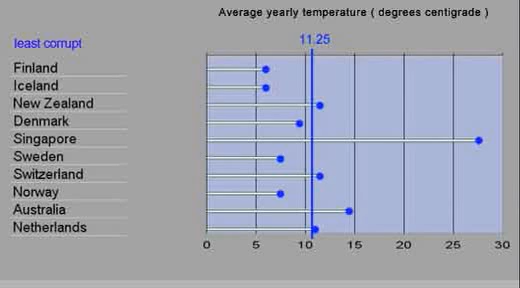 Average yearly temperature ( degrees centigrade )
least corrupt
11.25
Finland
Iceland
New Zealand
Denmark
Singapore
Sweden
Switzerland
Norway
Australia
Netherlands
0 5 10 15 20 25 30